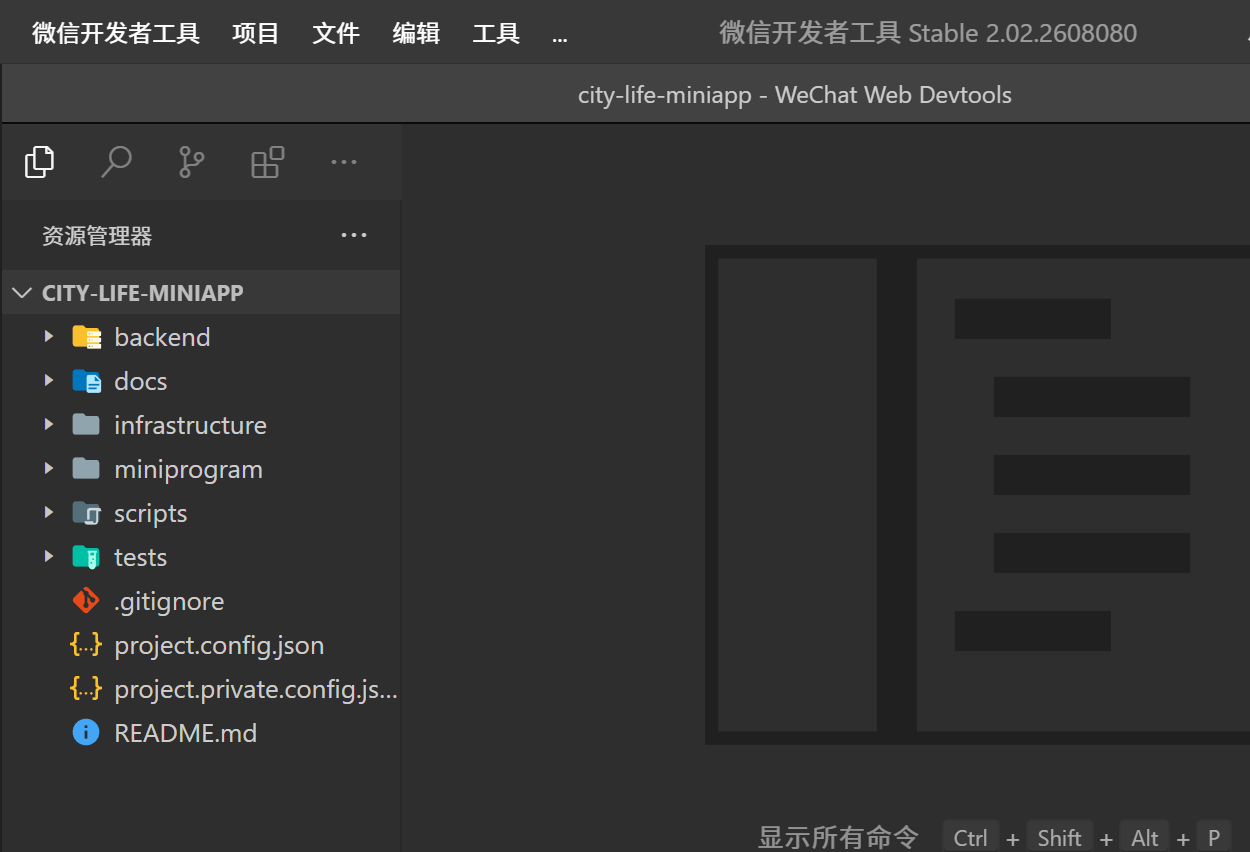 微信开发者工具 项目 文件 编辑 工具 ... 微信开发者工具 Stable 2.02.2608080
city-life-miniapp - WeChat Web Devtools
资源管理器
CITY-LIFE-MINIAPP
backend
docs
infrastructure
miniprogram
scripts
tests
.gitignore
project.config.json
project.private.config.js...
README.md
显示所有命令 Ctrl + Shift + Alt + P